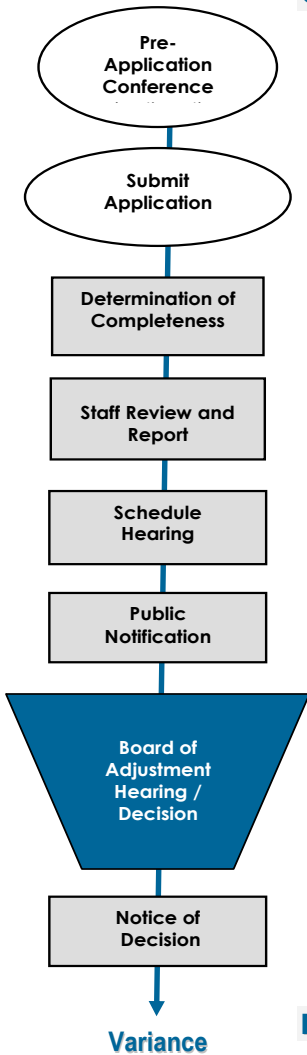 Pre-
Application
Conference
Submit
Application
Determination of
Completeness
Staff Review and
Report
Schedule
Hearing
Public
Notification
Board of
Adjustment
Hearing /
Decision
Notice of
Decision
Variance